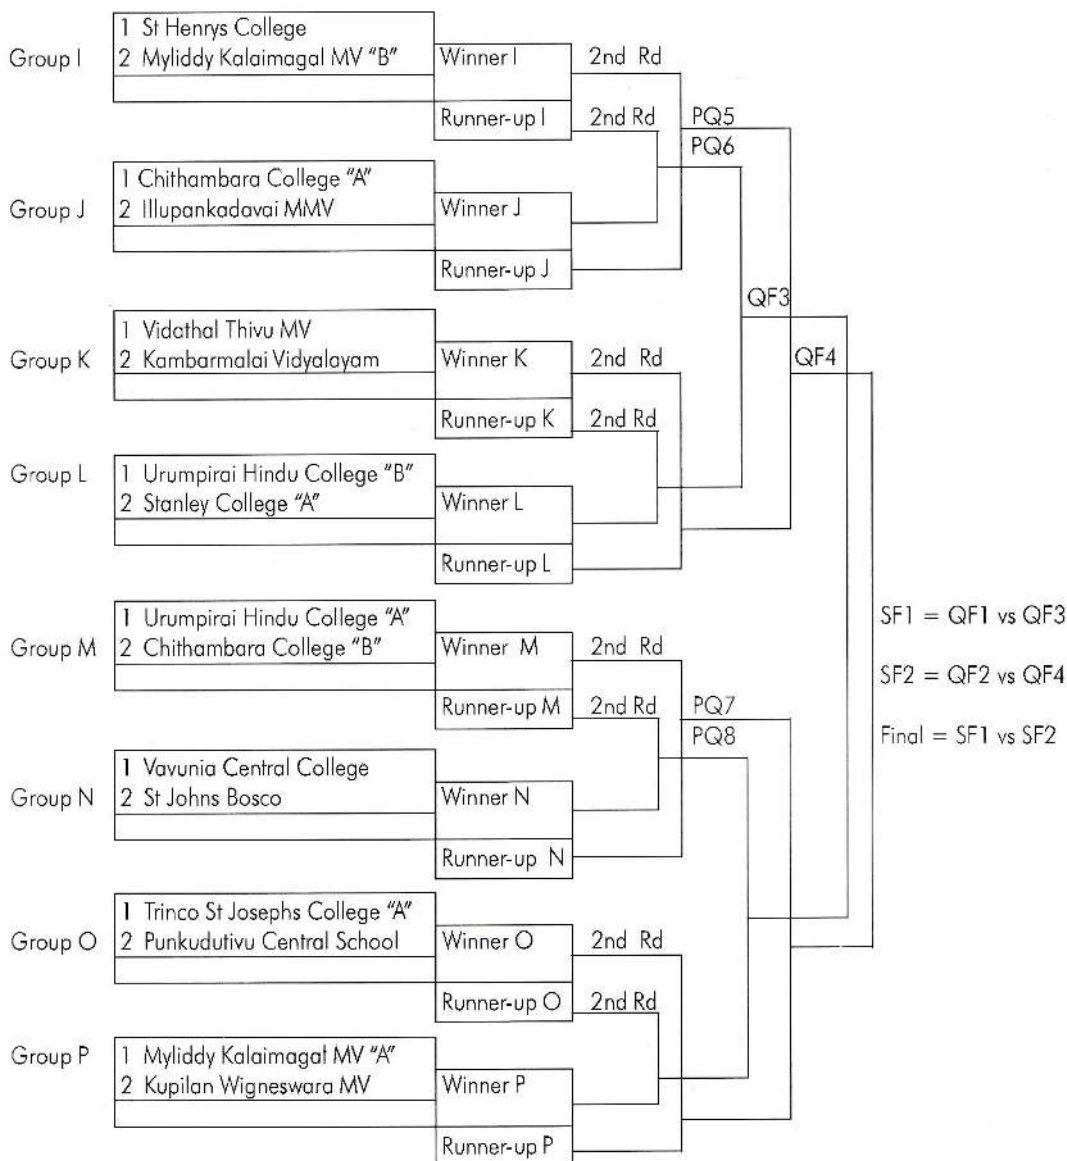 Group I
1 St Henrys College
2 Myliddy Kalaimagal MV "B"
Winner I
Runner-up I
2nd Rd
2nd Rd
PQ5
PQ6
Group J
1 Chithambara College "A"
2 Illupankadavai MMV
Winner J
Runner-up J
QF3
Group K
1 Vidathal Thivu MV
2 Kambarmalai Vidyalayam
Winner K
Runner-up K
2nd Rd
2nd Rd
QF4
Group L
1 Urumpirai Hindu College "B"
2 Stanley College "A"
Winner L
Runner-up L
Group M
1 Urumpirai Hindu College "A"
2 Chithambara College "B"
Winner M
Runner-up M
2nd Rd
2nd Rd
PQ7
PQ8
SF1 = QF1 vs QF3
SF2 = QF2 vs QF4
Final = SF1 vs SF2
Group N
1 Vavunia Central College
2 St Johns Bosco
Winner N
Runner-up N
Group O
1 Trinco St Josephs College "A"
2 Punkudutivu Central School
Winner O
Runner-up O
2nd Rd
2nd Rd
Group P
1 Myliddy Kalaimagal MV "A"
2 Kupilan Wigneswara MV
Winner P
Runner-up P